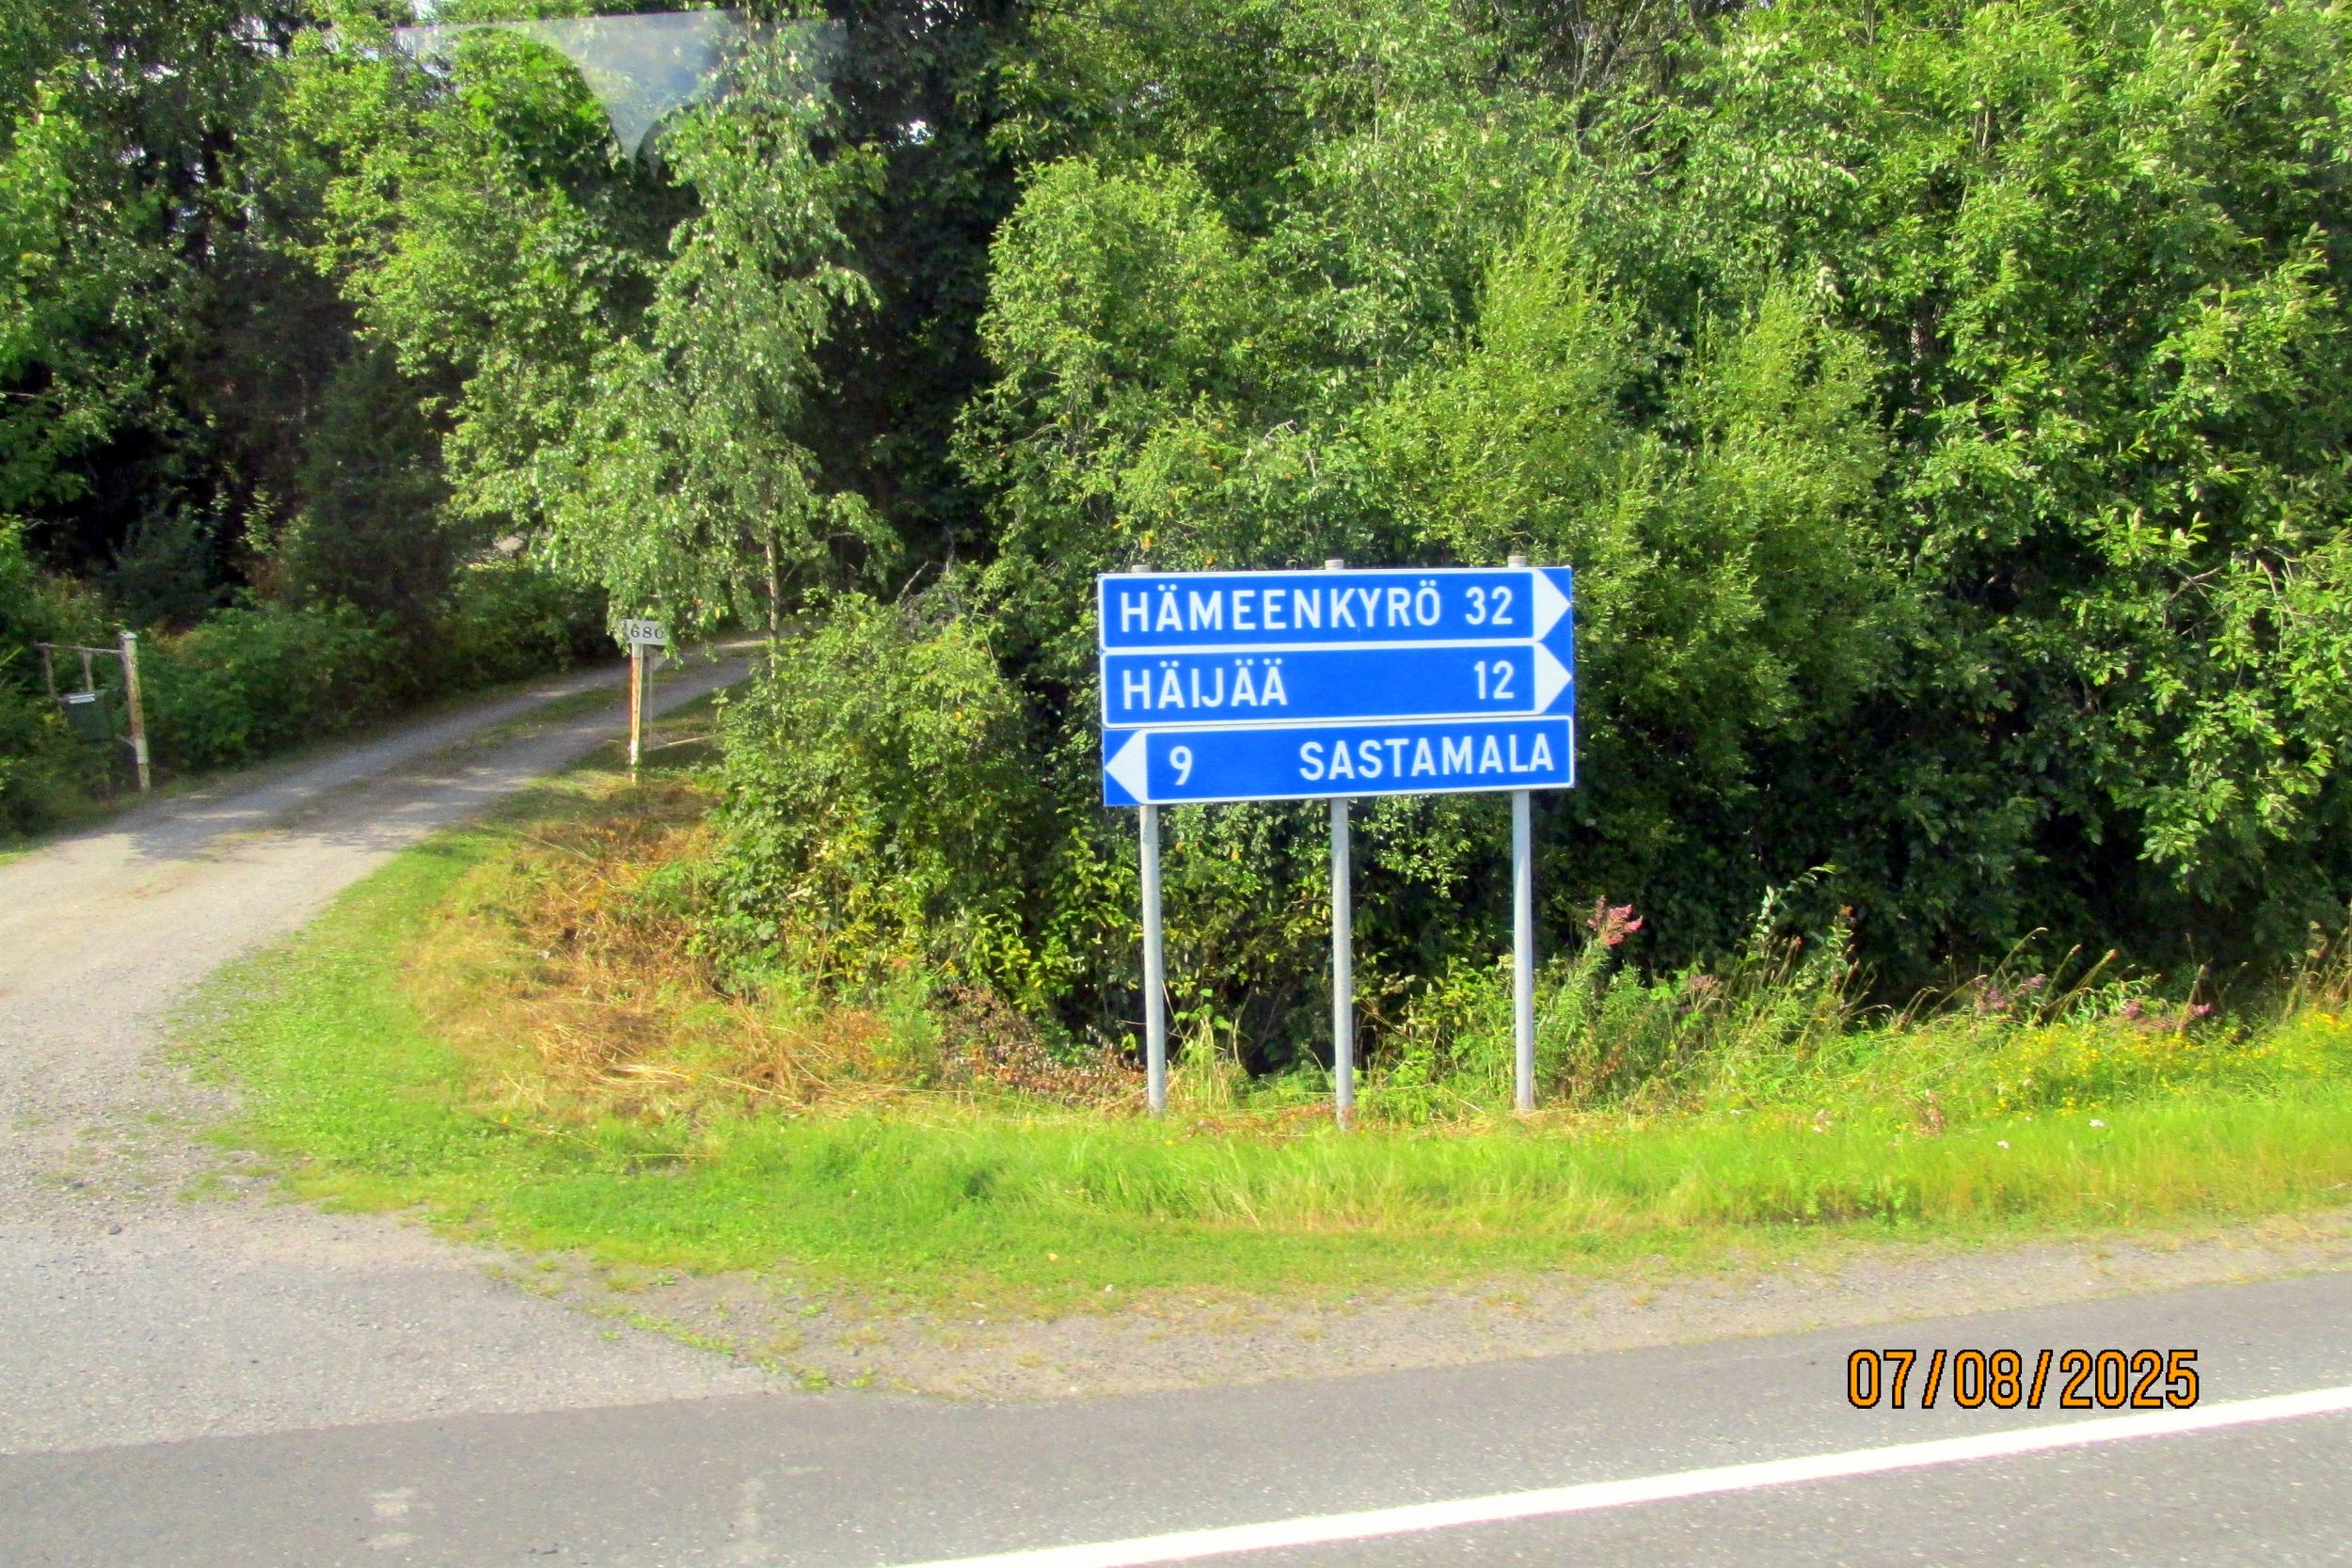 680
HÄMEENKYRÖ 32
HÄIJÄÄ 12
9 SASTAMALA
07/08/2025